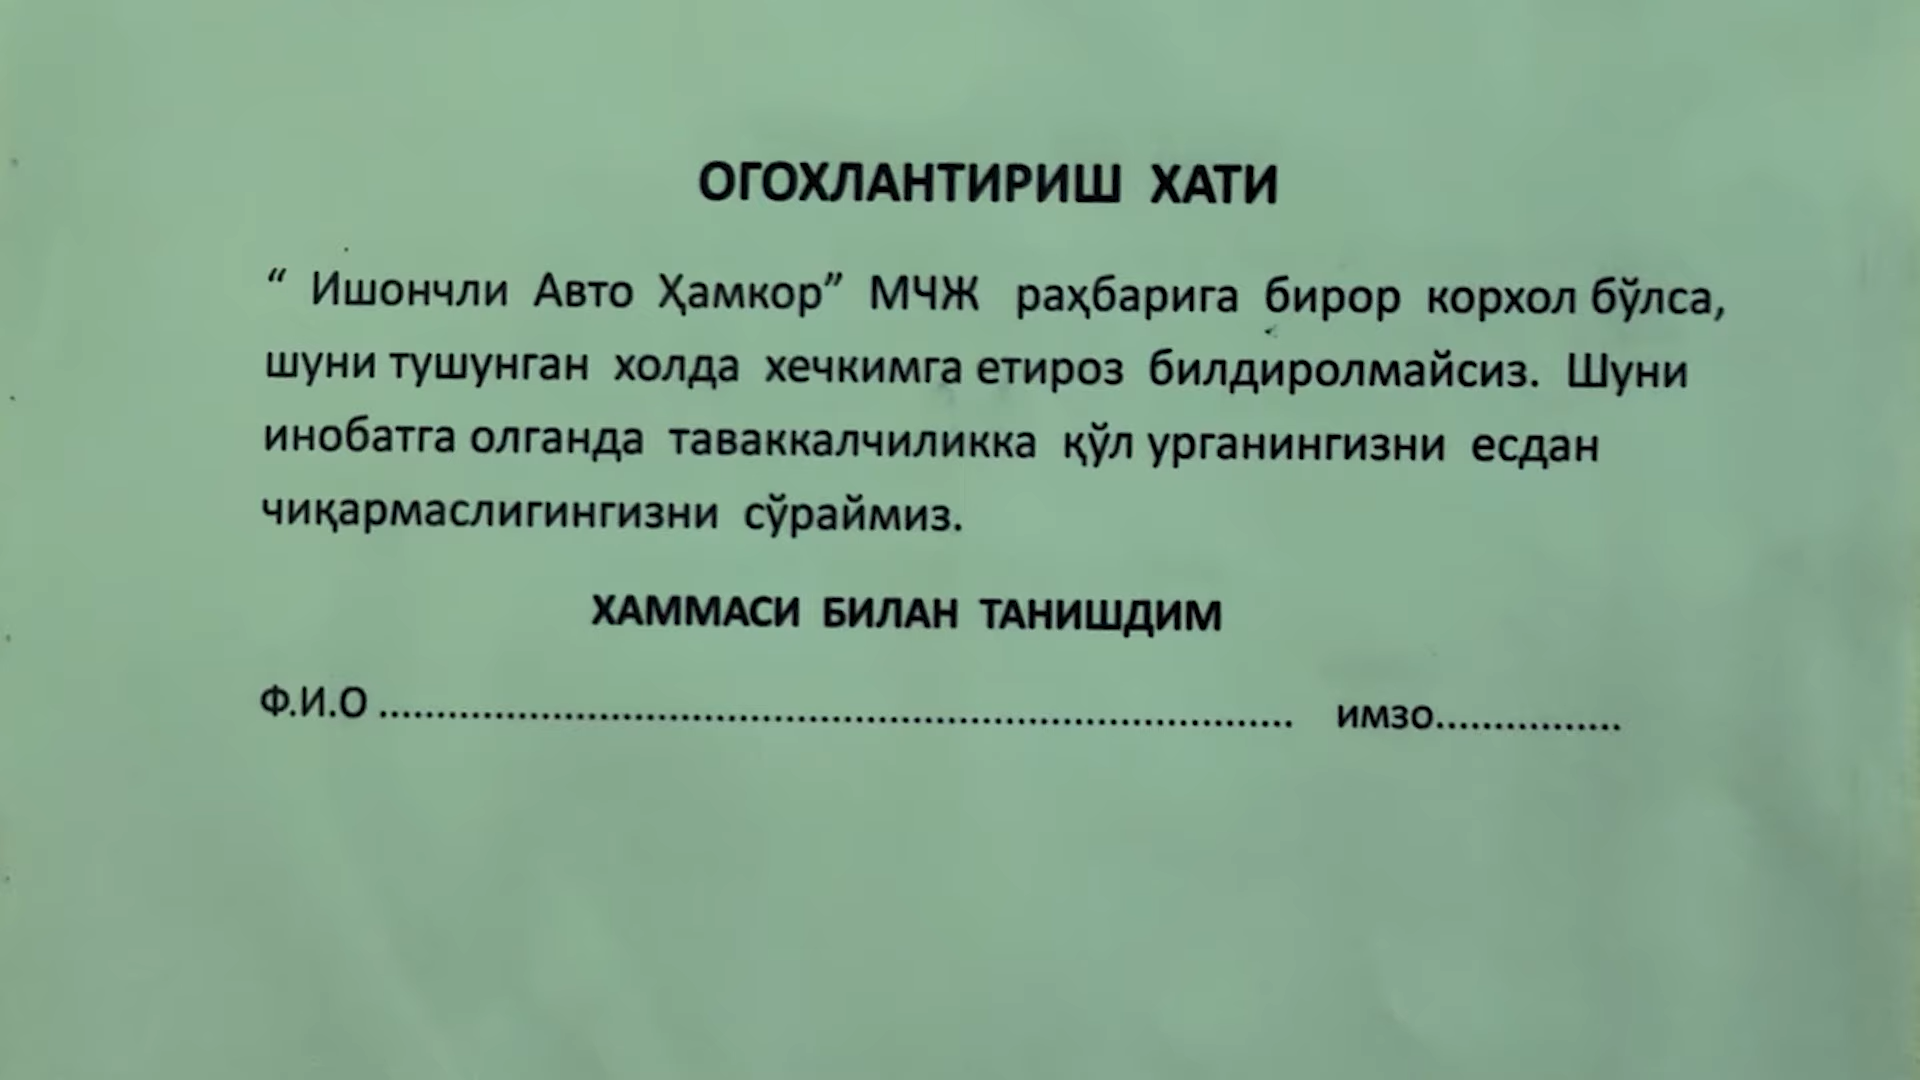 ОГОХЛАНТИРИШ ХАТИ
“ Ишончли Авто Ҳамкор” МЧЖ раҳбарига бирор корхол бўлса,
шуни тушунган холда хечкимга етироз билдиролмайсиз. Шуни
инобатга олганда таваккалчиликка қўл урганингизни есдан
чиқармаслигингизни сўраймиз.
ХАММАСИ БИЛАН ТАНИШДИМ
Ф.И.О .............................................................................. имзо................